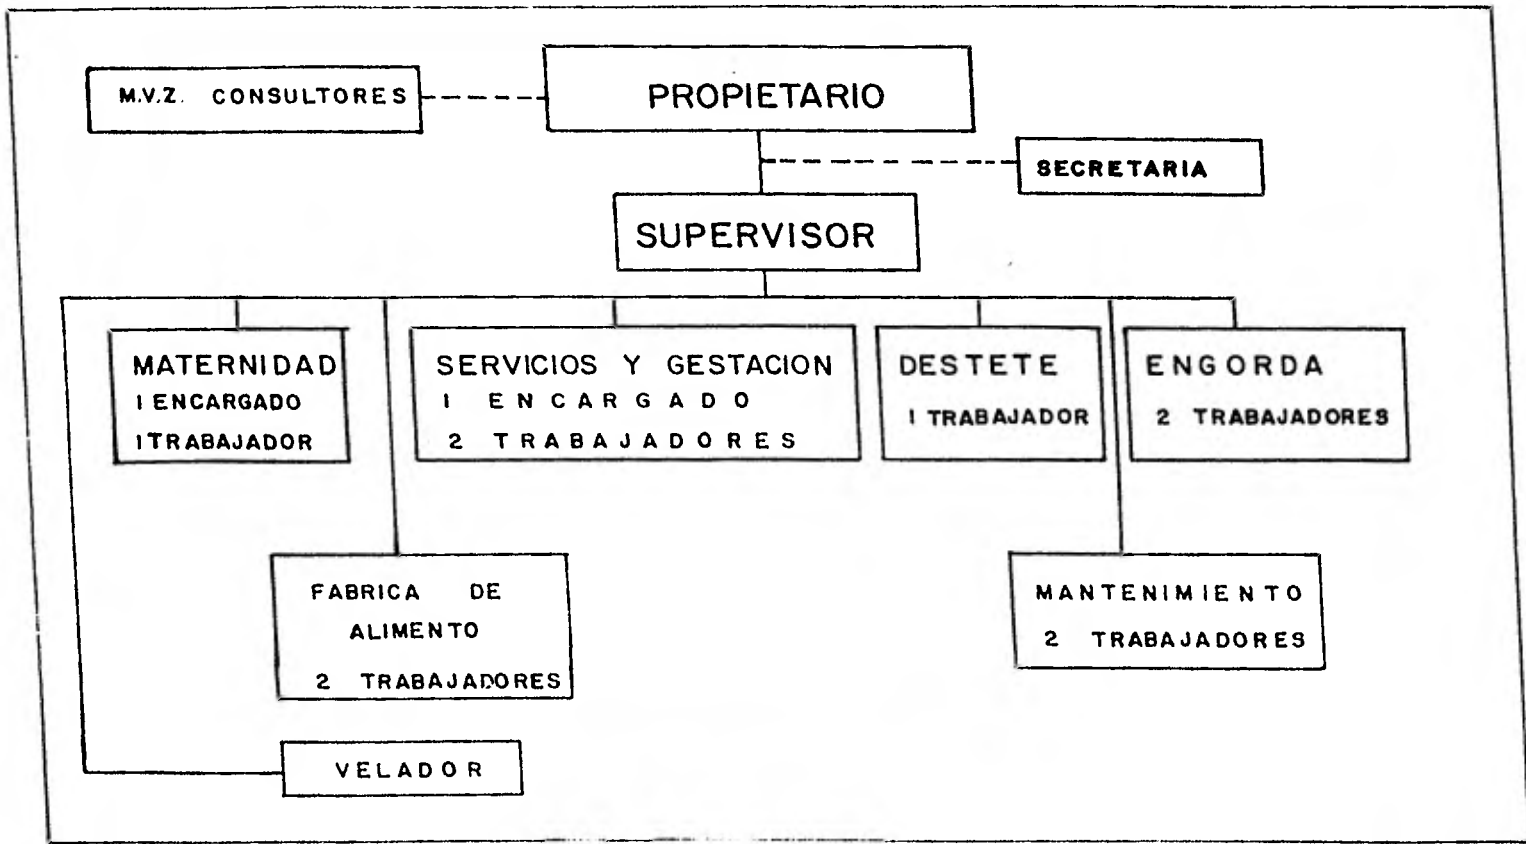 M.V.Z. CONSULTORES
PROPIETARIO
SECRETARIA
SUPERVISOR
MATERNIDAD
1 ENCARGADO
1 TRABAJADOR
SERVICIOS Y GESTACION
1 ENCARGADO
2 TRABAJADORES
DESTETE
1 TRABAJADOR
ENGORDA
2 TRABAJADORES
FABRICA DE
ALIMENTO
2 TRABAJADORES
MANTENIMIENTO
2 TRABAJADORES
VELADOR